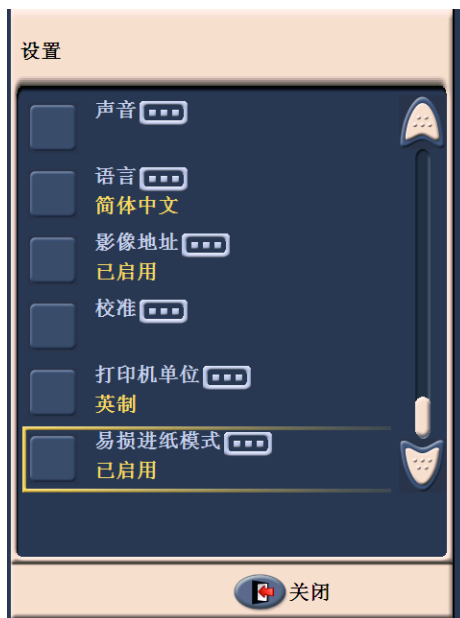 设置
声音
语言
简体中文
影像地址
已启用
校准
打印机单位
英制
易损进纸模式
已启用
关闭